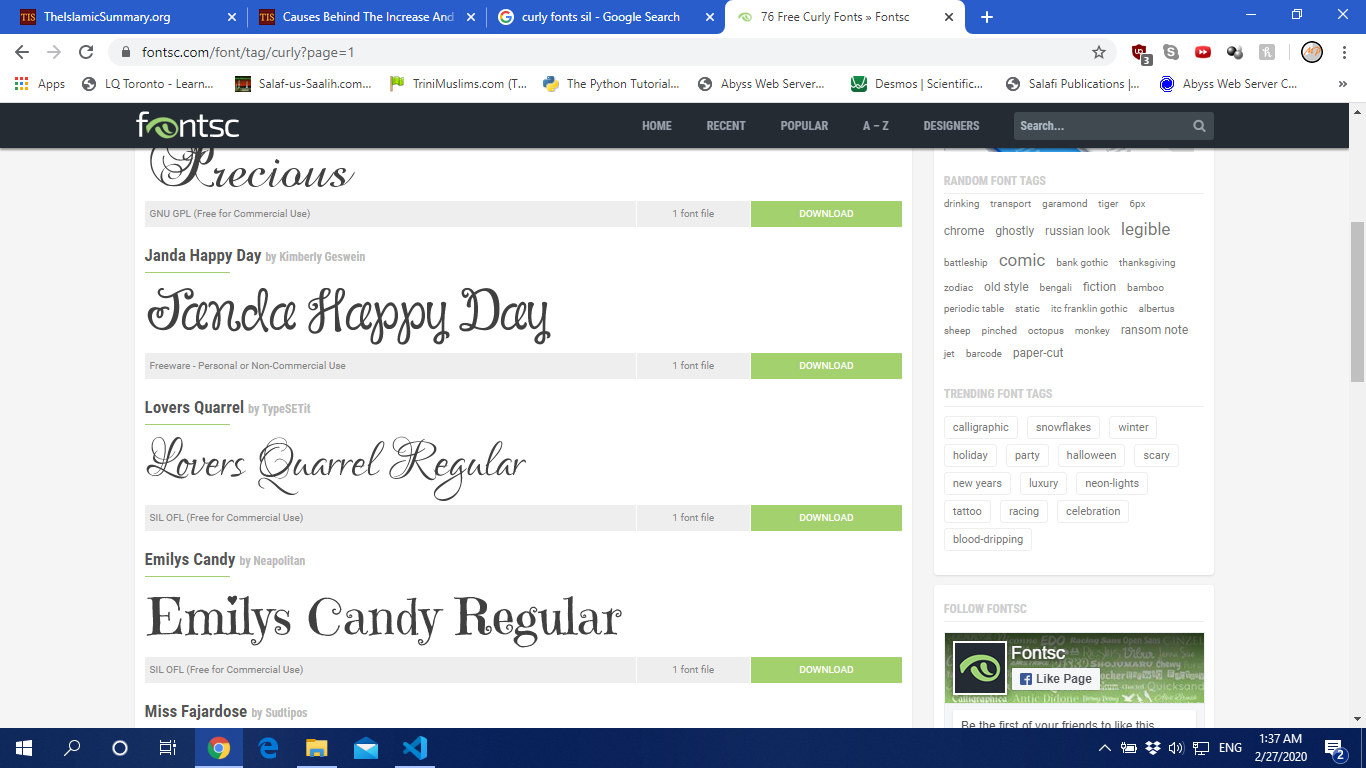 TheIslamicSummary.org
Causes Behind The Increase And
curly fonts sil - Google Search
76 Free Curly Fonts » Fontsc
fontsc.com/font/tag/curly?page=1
3
Apps
LQ Toronto - Learn...
Salaf-us-Saalih.com...
TriniMuslims.com (T...
The Python Tutorial...
Abyss Web Server...
Desmos | Scientific...
Salafi Publications |...
Abyss Web Server C...
»
fontsc
HOME
RECENT
POPULAR
A – Z
DESIGNERS
Search...
Precious
GNU GPL (Free for Commercial Use)
1 font file
DOWNLOAD
Janda Happy Day by Kimberly Geswein
Janda Happy Day
Freeware - Personal or Non-Commercial Use
1 font file
DOWNLOAD
Lovers Quarrel by TypeSETit
Lovers Quarrel Regular
SIL OFL (Free for Commercial Use)
1 font file
DOWNLOAD
Emilys Candy by Neapolitan
Emilys Candy Regular
SIL OFL (Free for Commercial Use)
1 font file
DOWNLOAD
Miss Fajardose by Sudtipos
RANDOM FONT TAGS
drinking transport garamond tiger 6px
chrome ghostly russian look legible
battleship comic bank gothic thanksgiving
zodiac old style bengali fiction bamboo
periodic table static itc franklin gothic albertus
sheep pinched octopus monkey ransom note
jet barcode paper-cut
TRENDING FONT TAGS
calligraphic snowflakes winter
holiday party halloween scary
new years luxury neon-lights
tattoo racing celebration
blood-dripping
FOLLOW FONTSC
Fontsc
Like Page
Be the first of your friends to like this
ENG
1:37 AM
2/27/2020
2